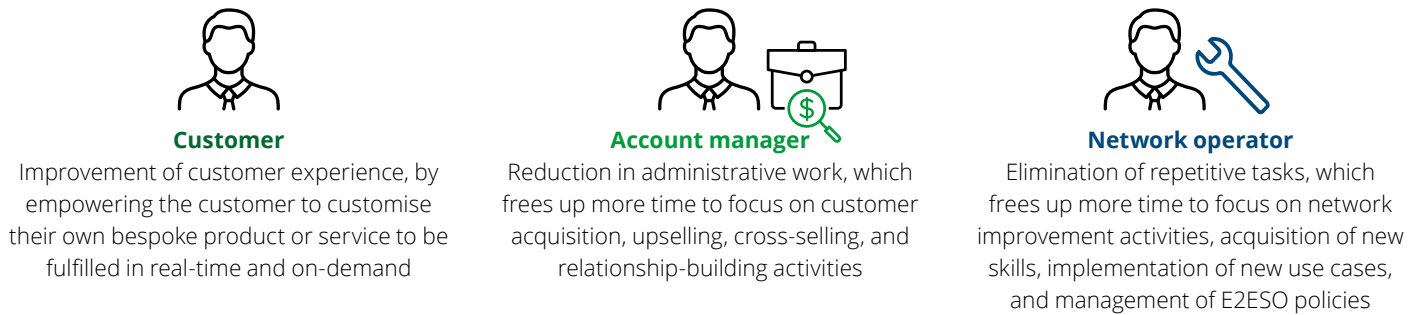 $
Customer
Improvement of customer experience, by
empowering the customer to customise
their own bespoke product or service to be
fulfilled in real-time and on-demand
Account manager
Reduction in administrative work, which
frees up more time to focus on customer
acquisition, upselling, cross-selling, and
relationship-building activities
Network operator
Elimination of repetitive tasks, which
frees up more time to focus on network
improvement activities, acquisition of new
skills, implementation of new use cases,
and management of E2ESO policies